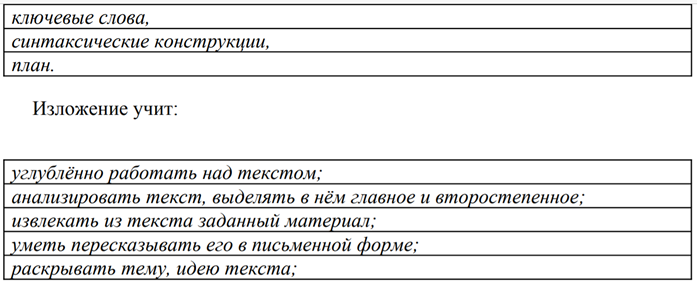 ключевые слова,
синтаксические конструкции,
план.
Изложение учит:
углублённо работать над текстом;
анализировать текст, выделять в нём главное и второстепенное;
извлекать из текста заданный материал;
уметь пересказывать его в письменной форме;
раскрывать тему, идею текста;